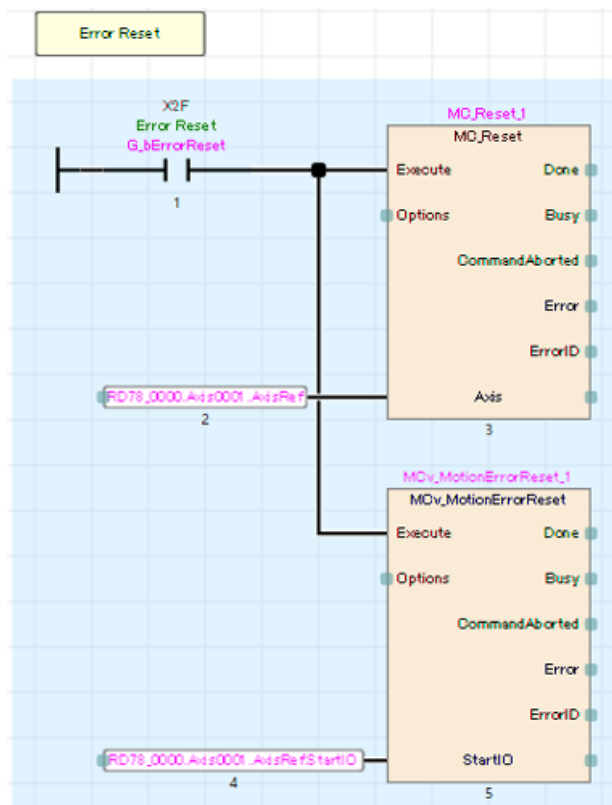 Error Reset
X2F
Error Reset
G_bErrorReset
1
MC_Reset_1
MC_Reset
Execute Done
Options Busy
CommandAborted
Error
ErrorID
RD78_0000.Axis0001.AxisRef Axis
2
3
MCv_MotionErrorReset_1
MCv_MotionErrorReset
Execute Done
Options Busy
CommandAborted
Error
ErrorID
RD78_0000.Axis0001.AxisRefStartIO StartIO
4
5